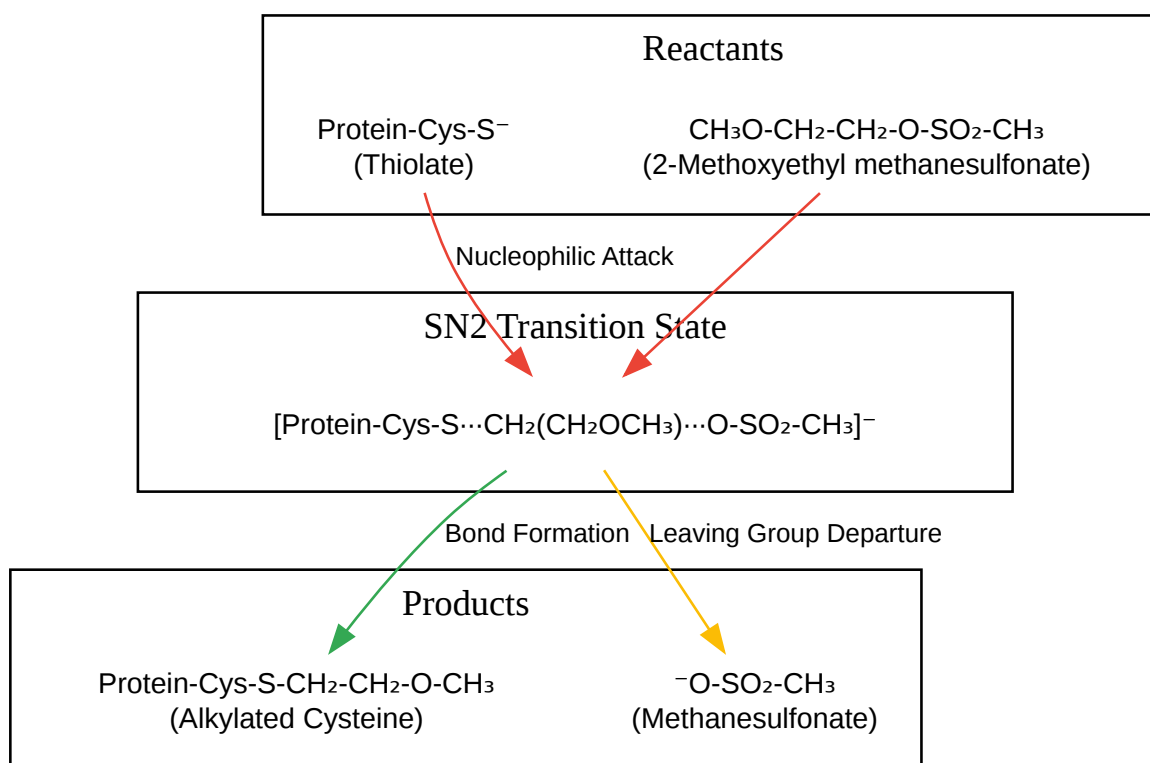 Reactants
Protein-Cys-S⁻
(Thiolate)
CH₃O-CH₂-CH₂-O-SO₂-CH₃
(2-Methoxyethyl methanesulfonate)
Nucleophilic Attack
SN2 Transition State
[Protein-Cys-S···CH₂(CH₂OCH₃)···O-SO₂-CH₃]⁻
Bond Formation
Leaving Group Departure
Products
Protein-Cys-S-CH₂-CH₂-O-CH₃
(Alkylated Cysteine)
⁻O-SO₂-CH₃
(Methanesulfonate)